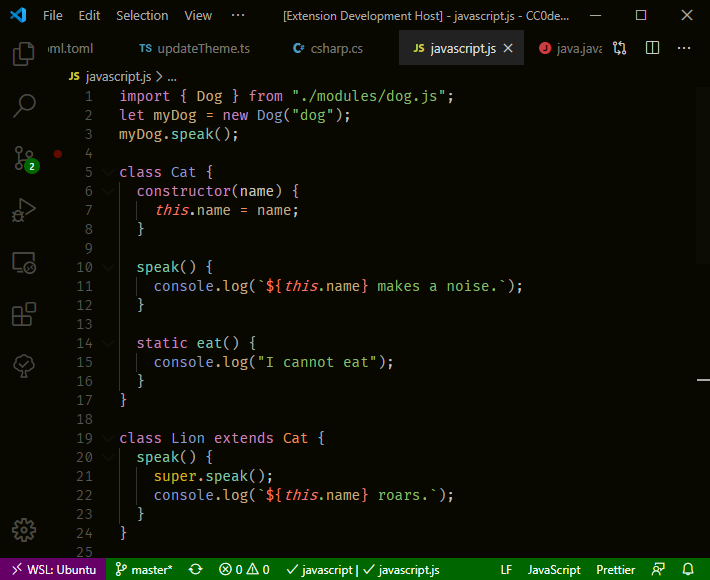 File Edit Selection View ··· [Extension Development Host] - javascript.js - CC0de...
oml.toml TS updateTheme.ts C# csharp.cs JS javascript.js J java.java ···
JS javascript.js > ...
1 import { Dog } from "./modules/dog.js";
2 let myDog = new Dog("dog");
3 myDog.speak();
4
5 class Cat {
6 constructor(name) {
7 this.name = name;
8 }
9
10 speak() {
11 console.log(`${this.name} makes a noise.`);
12 }
13
14 static eat() {
15 console.log("I cannot eat");
16 }
17 }
18
19 class Lion extends Cat {
20 speak() {
21 super.speak();
22 console.log(`${this.name} roars.`);
23 }
24 }
25
2
WSL: Ubuntu master* 0 0 javascript | javascript.js LF JavaScript Prettier